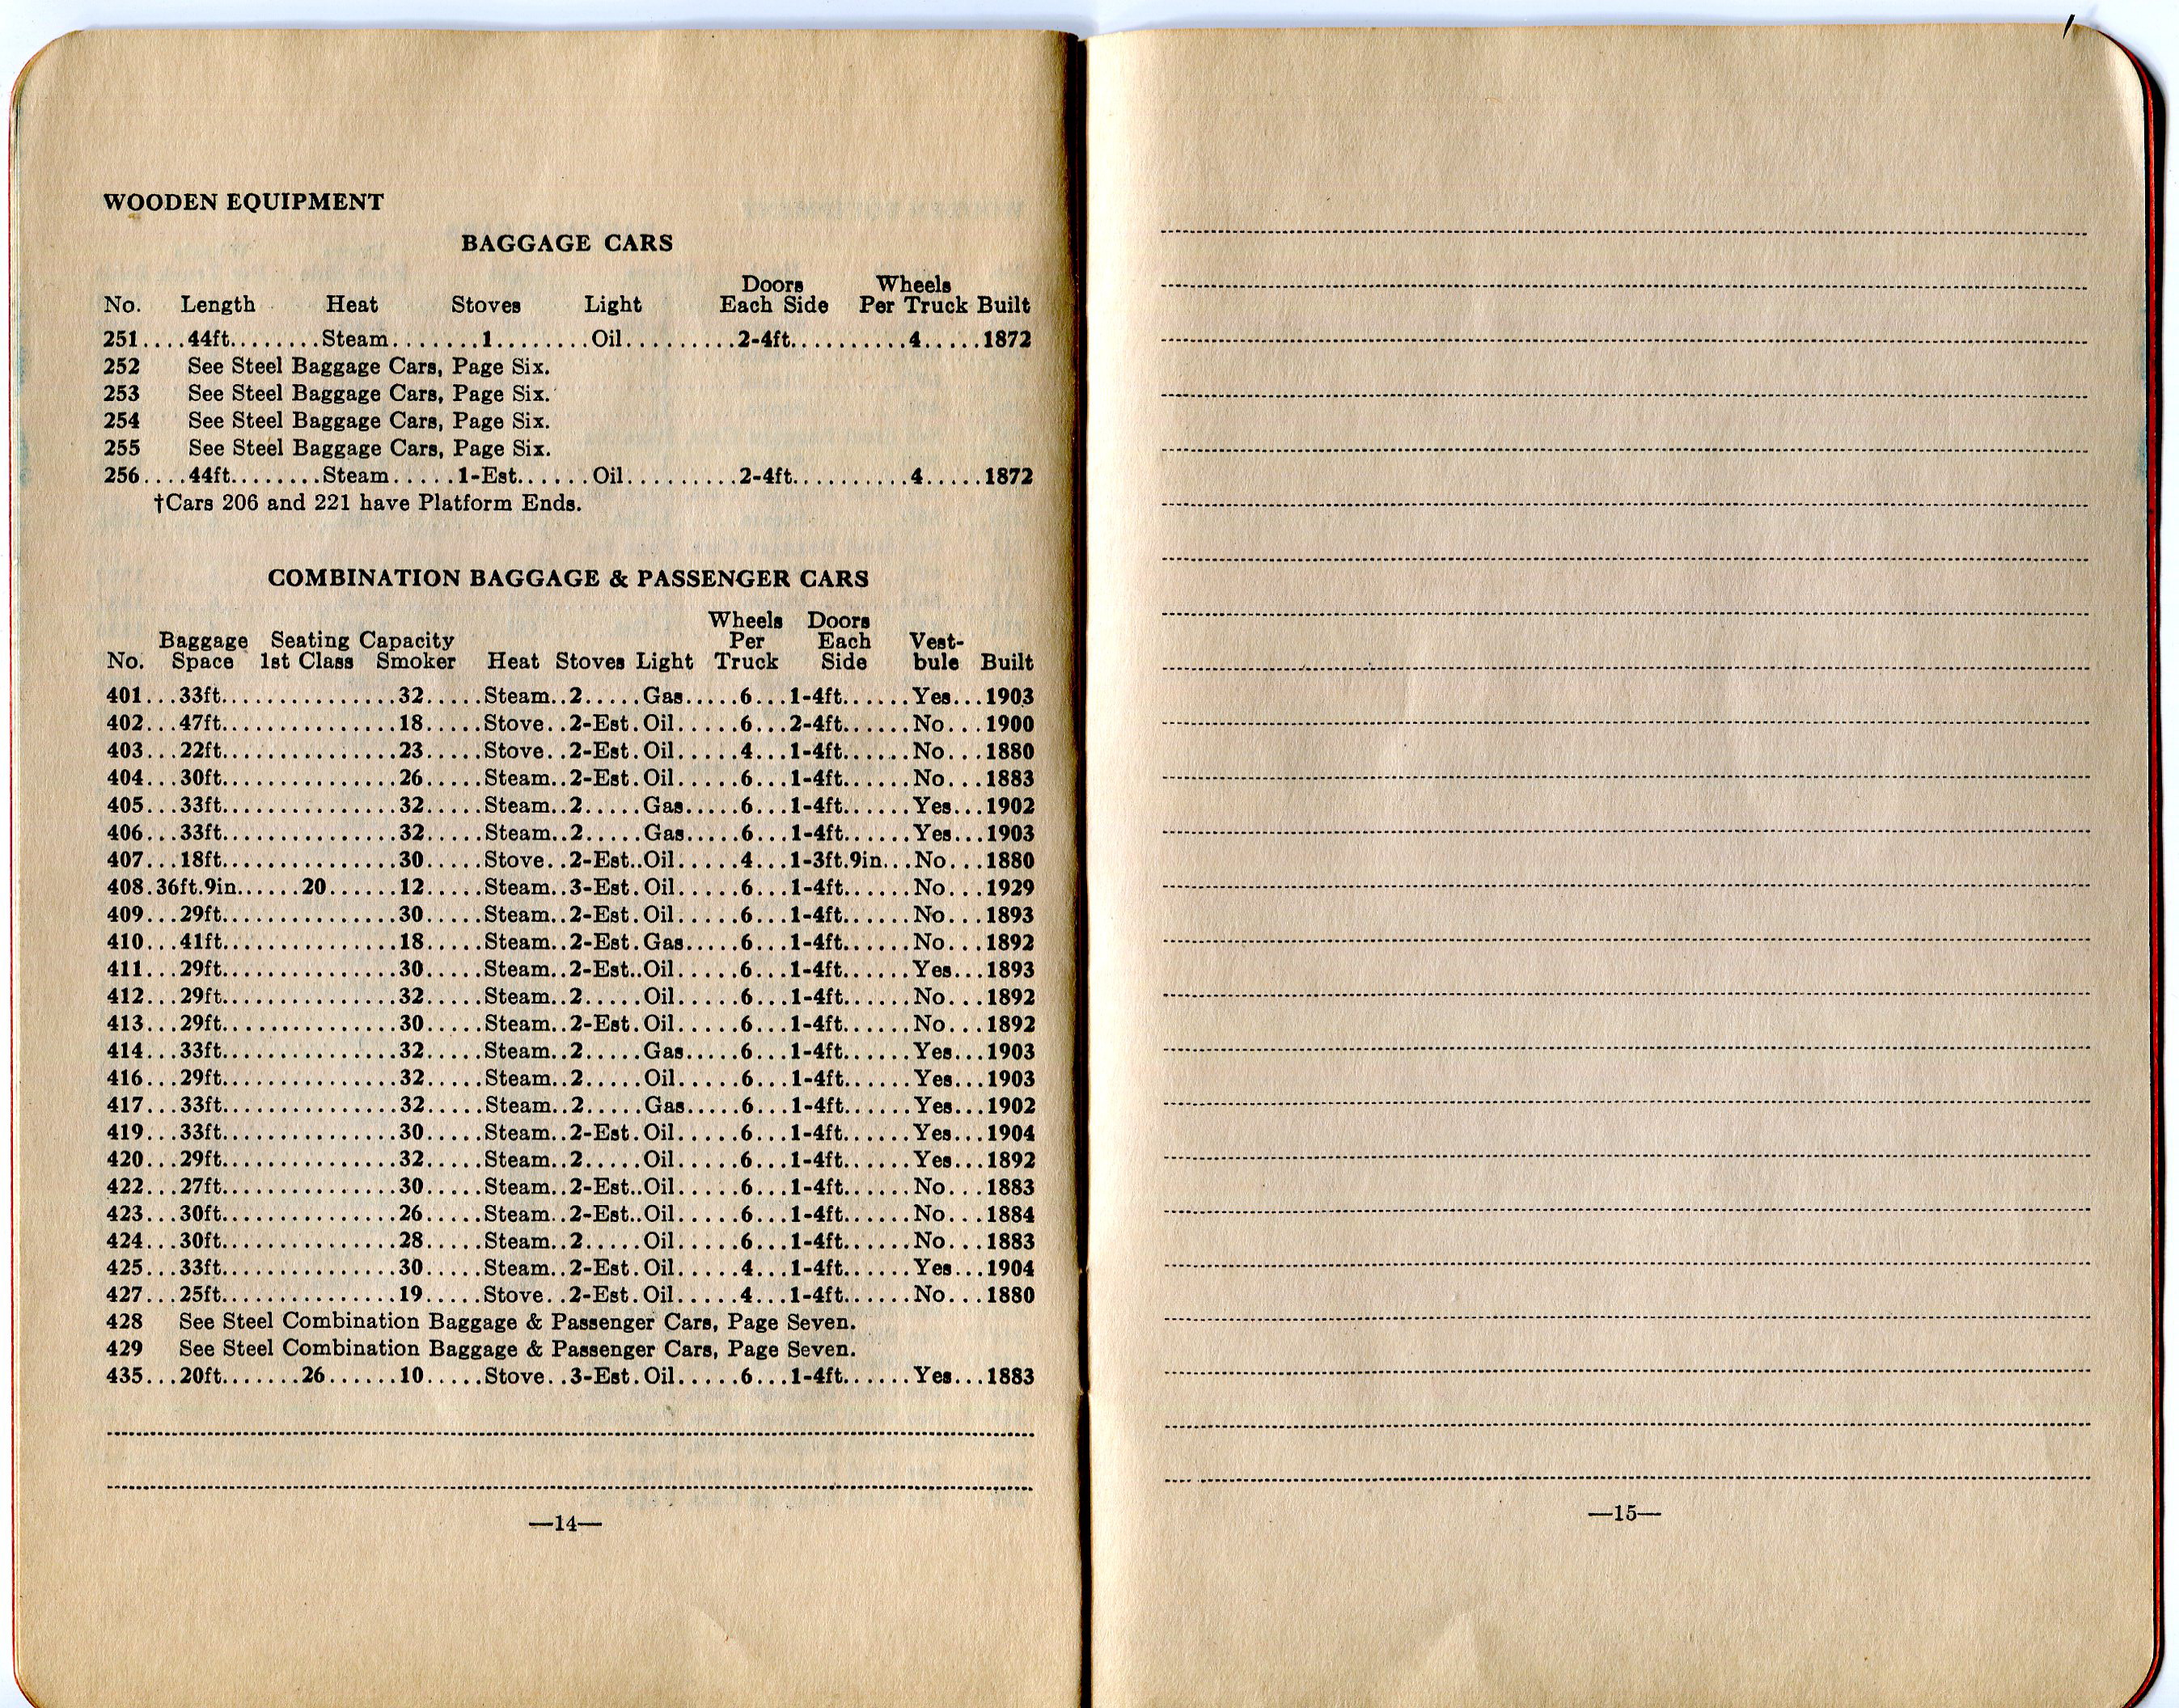 WOODEN EQUIPMENT
BAGGAGE CARS
Doors Wheels
No. Length Heat Stoves Light Each Side Per Truck Built
251....44ft........Steam.......1........Oil.........2-4ft..........4.....1872
252 See Steel Baggage Cars, Page Six.
253 See Steel Baggage Cars, Page Six.
254 See Steel Baggage Cars, Page Six.
255 See Steel Baggage Cars, Page Six.
256....44ft........Steam.....1-Est......Oil.........2-4ft..........4.....1872
†Cars 206 and 221 have Platform Ends.
COMBINATION BAGGAGE & PASSENGER CARS
Wheels Doors
Baggage Seating Capacity Per Each Vest-
No. Space 1st Class Smoker Heat Stoves Light Truck Side bule Built
401...33ft...............32.....Steam..2.....Gas.....6...1-4ft......Yes...1903
402...47ft...............18.....Stove..2-Est.Oil.....6...2-4ft......No...1900
403...22ft...............23.....Stove..2-Est.Oil.....4...1-4ft......No...1880
404...30ft...............26.....Steam..2-Est.Oil.....6...1-4ft......No...1883
405...33ft...............32.....Steam..2.....Gas.....6...1-4ft......Yes...1902
406...33ft...............32.....Steam..2.....Gas.....6...1-4ft......Yes...1903
407...18ft...............30.....Stove..2-Est..Oil.....4...1-3ft.9in...No...1880
408.36ft.9in......20......12.....Steam..3-Est.Oil.....6...1-4ft......No...1929
409...29ft...............30.....Steam..2-Est.Oil.....6...1-4ft......No...1893
410...41ft...............18.....Steam..2-Est.Gas.....6...1-4ft......No...1892
411...29ft...............30.....Steam..2-Est..Oil.....6...1-4ft......Yes...1893
412...29ft...............32.....Steam..2.....Oil.....6...1-4ft......No...1892
413...29ft...............30.....Steam..2-Est.Oil.....6...1-4ft......No...1892
414...33ft...............32.....Steam..2.....Gas.....6...1-4ft......Yes...1903
416...29ft...............32.....Steam..2.....Oil.....6...1-4ft......Yes...1903
417...33ft...............32.....Steam..2.....Gas.....6...1-4ft......Yes...1902
419...33ft...............30.....Steam..2-Est.Oil.....6...1-4ft......Yes...1904
420...29ft...............32.....Steam..2.....Oil.....6...1-4ft......Yes...1892
422...27ft...............30.....Steam..2-Est..Oil.....6...1-4ft......No...1883
423...30ft...............26.....Steam..2-Est..Oil.....6...1-4ft......No...1884
424...30ft...............28.....Steam..2.....Oil.....6...1-4ft......No...1883
425...33ft...............30.....Steam..2-Est.Oil.....4...1-4ft......Yes...1904
427...25ft...............19.....Stove..2-Est.Oil.....4...1-4ft......No...1880
428 See Steel Combination Baggage & Passenger Cars, Page Seven.
429 See Steel Combination Baggage & Passenger Cars, Page Seven.
435...20ft.......26......10.....Stove..3-Est.Oil.....6...1-4ft......Yes...1883
—14—
—15—